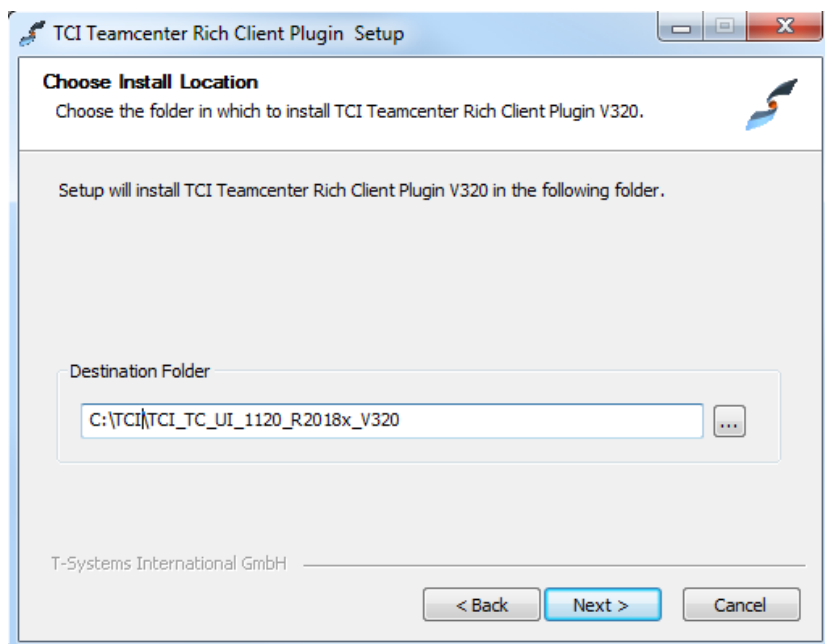 TCI Teamcenter Rich Client Plugin  Setup
Choose Install Location
Choose the folder in which to install TCI Teamcenter Rich Client Plugin V320.
Setup will install TCI Teamcenter Rich Client Plugin V320 in the following folder.
Destination Folder
C:\TCI\TCI_TC_UI_1120_R2018x_V320
...
T-Systems International GmbH
< Back
Next >
Cancel